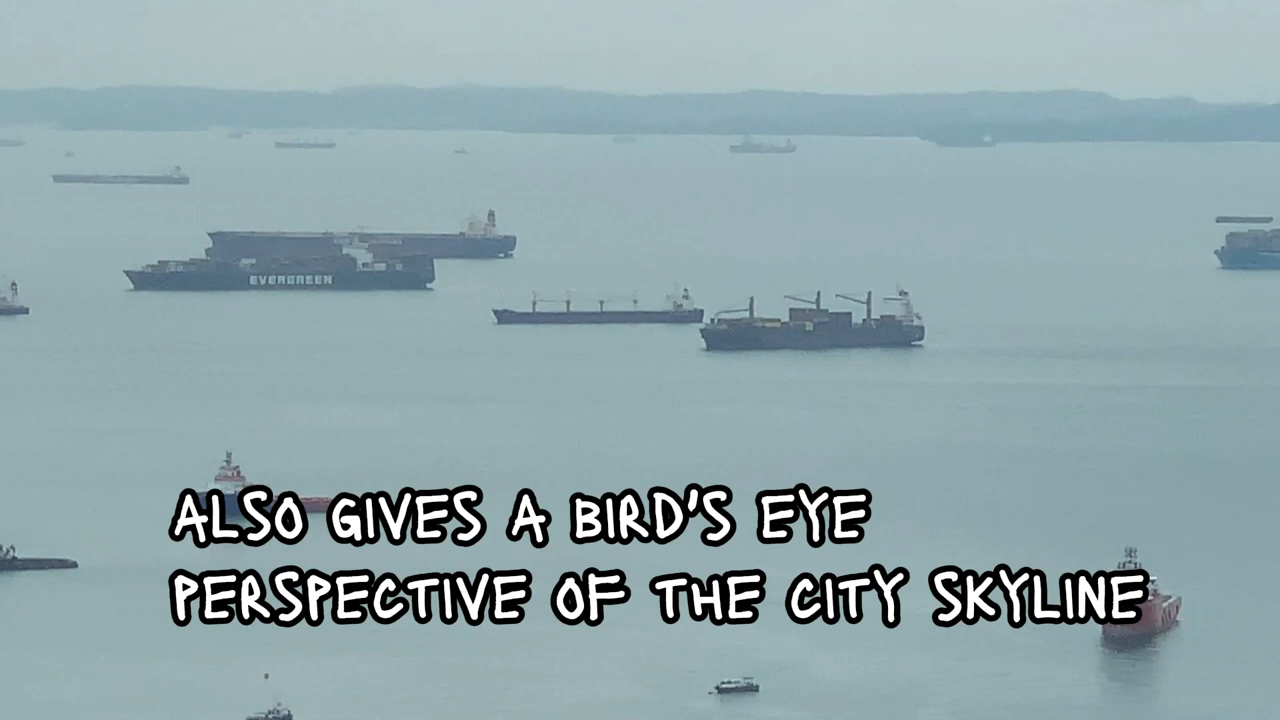 EVERGREEN
ALSO GIVES A BIRD'S EYE
PERSPECTIVE OF THE CITY SKYLINE